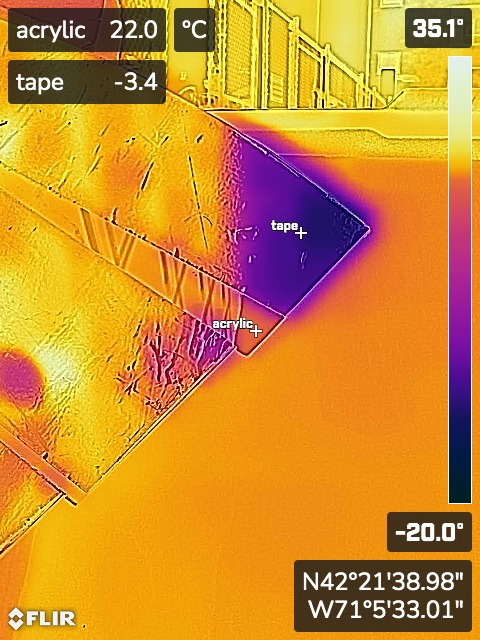 acrylic 22.0 °C
35.1°
tape -3.4
tape
acrylic
-20.0°
N42°21'38.98"
W71°5'33.01"
FLIR